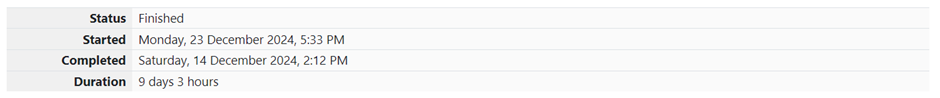 Status Finished
Started Monday, 23 December 2024, 5:33 PM
Completed Saturday, 14 December 2024, 2:12 PM
Duration 9 days 3 hours